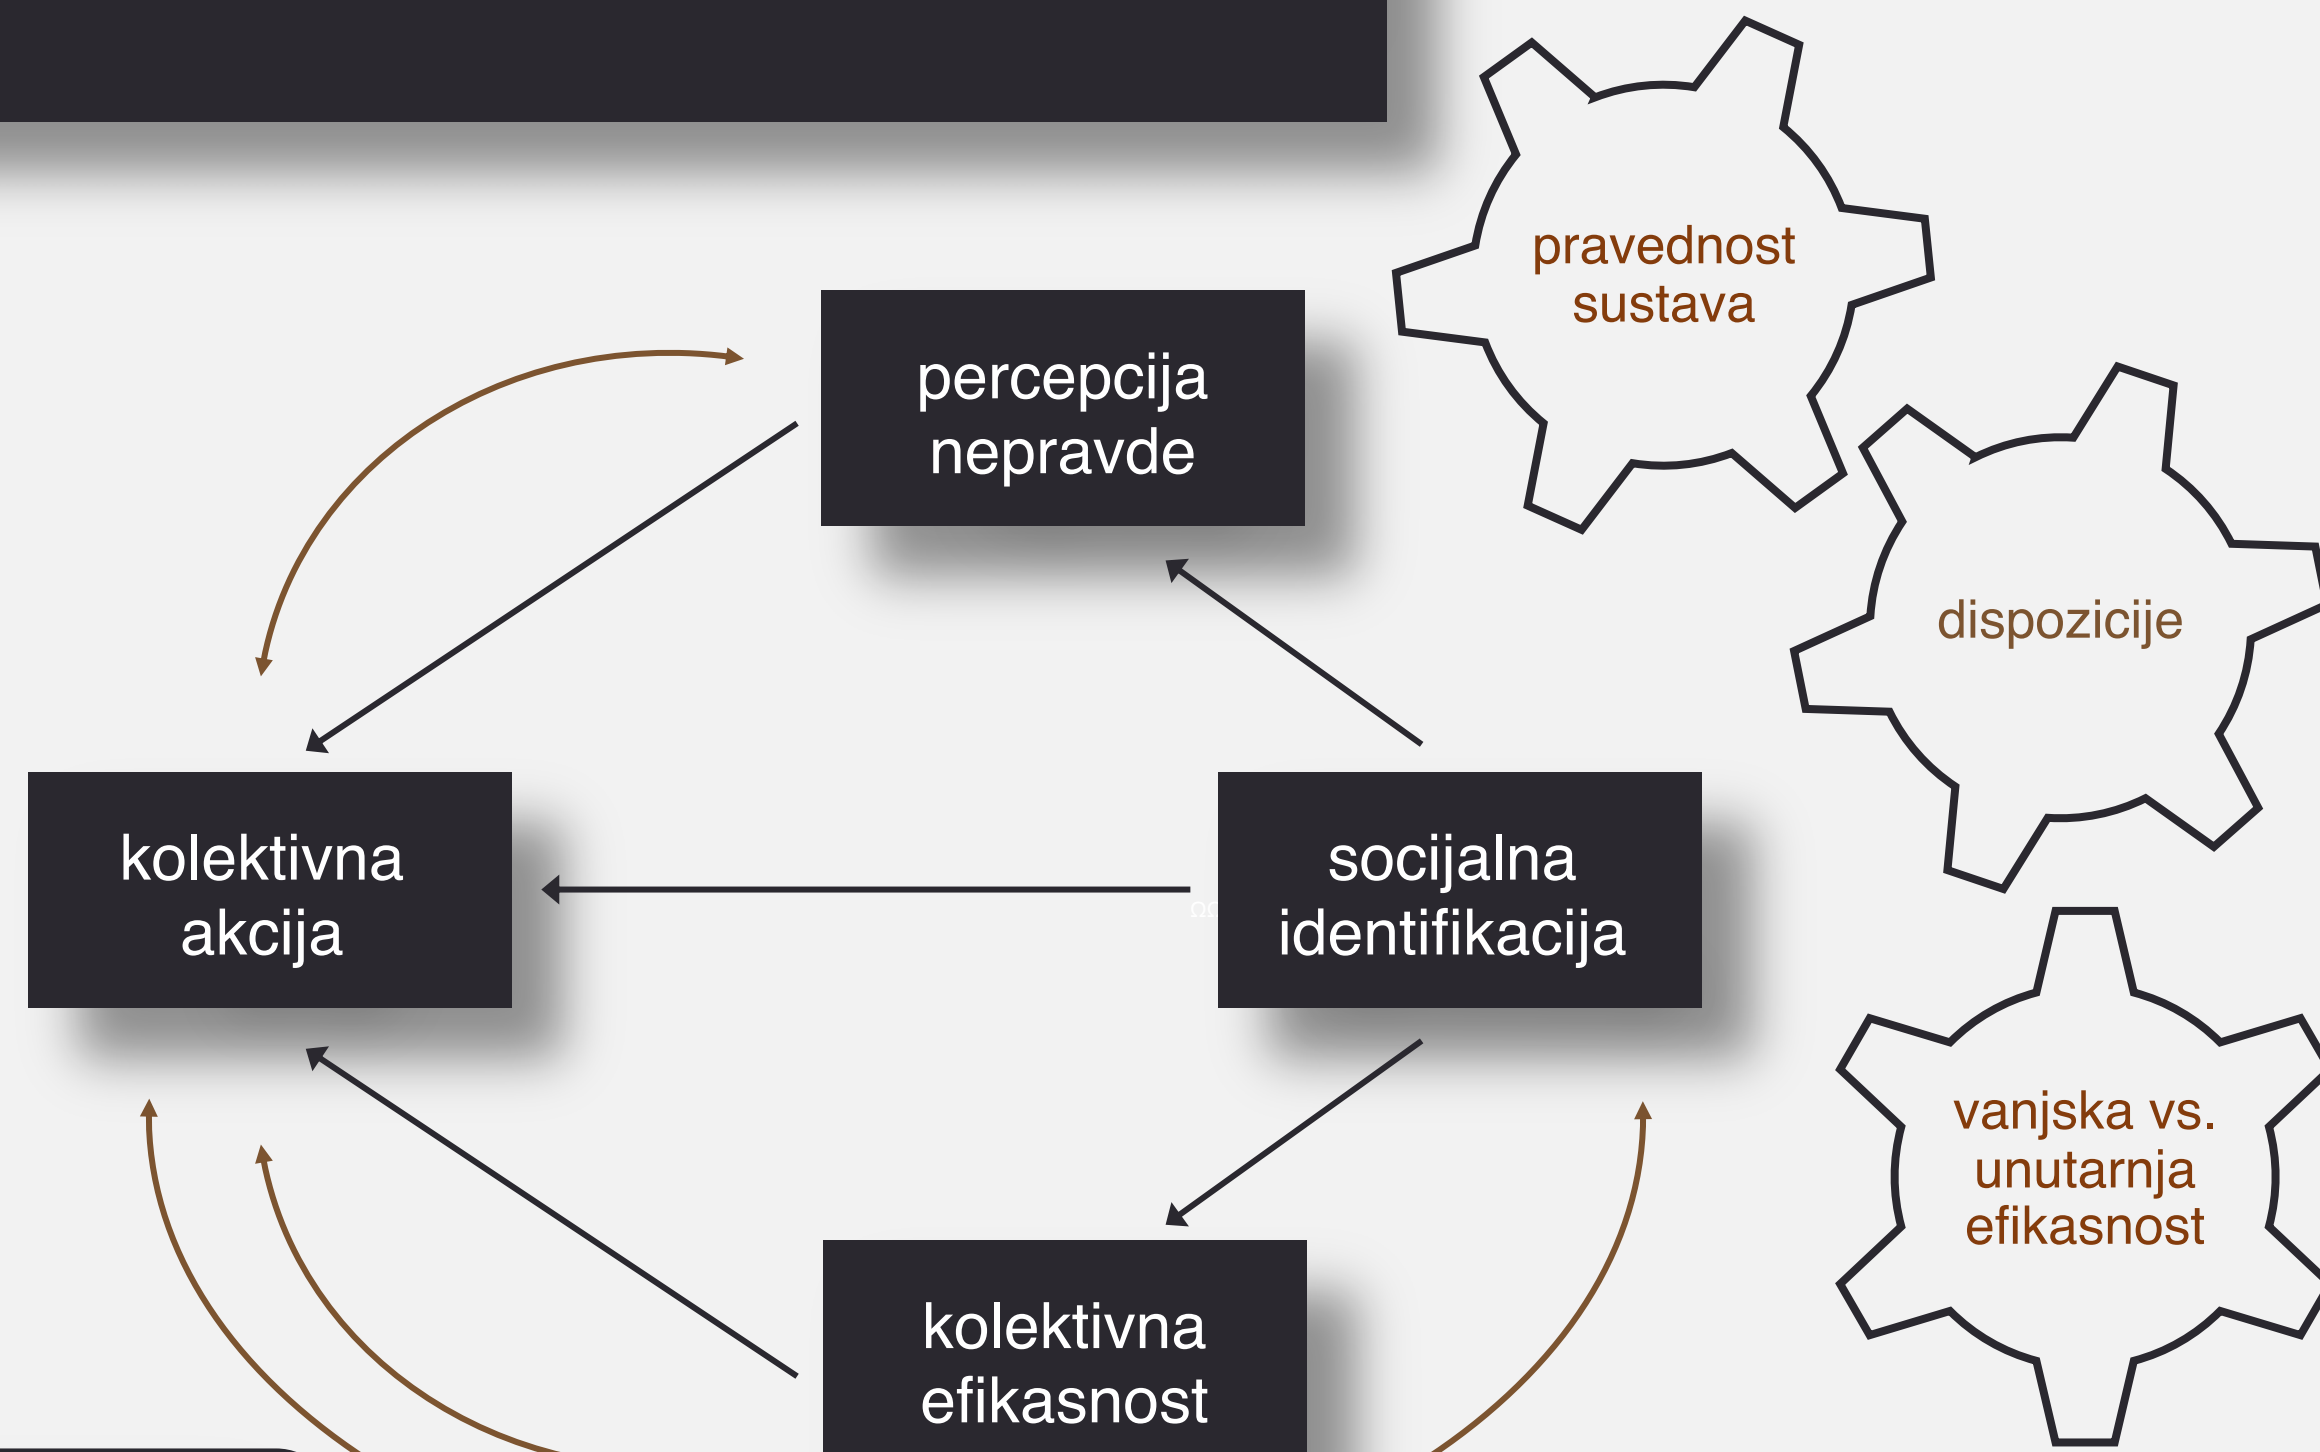 pravednost
sustava
percepcija
nepravde
dispozicije
kolektivna
akcija
socijalna
identifikacija
vanjska vs.
unutarnja
efikasnost
kolektivna
efikasnost